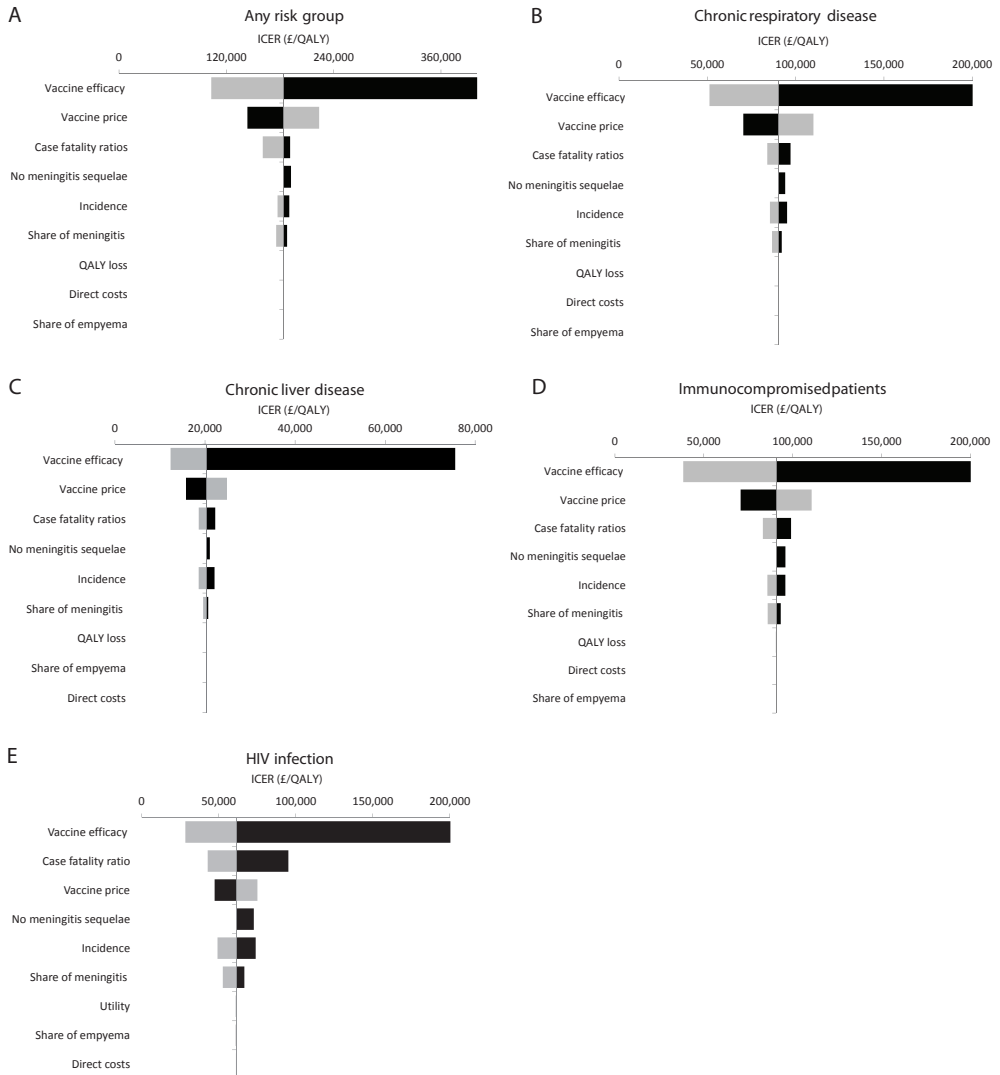 A
Any risk group
ICER (£/QALY)
0 120,000 240,000 360,000
Vaccine efficacy
Vaccine price
Case fatality ratios
No meningitis sequelae
Incidence
Share of meningitis
QALY loss
Direct costs
Share of empyema
B
Chronic respiratory disease
ICER (£/QALY)
0 50,000 100,000 150,000 200,000
Vaccine efficacy
Vaccine price
Case fatality ratios
No meningitis sequelae
Incidence
Share of meningitis
QALY loss
Direct costs
Share of empyema
C
Chronic liver disease
ICER (£/QALY)
0 20,000 40,000 60,000 80,000
Vaccine efficacy
Vaccine price
Case fatality ratios
No meningitis sequelae
Incidence
Share of meningitis
QALY loss
Share of empyema
Direct costs
D
Immunocompromisedpatients
ICER (£/QALY)
0 50,000 100,000 150,000 200,000
Vaccine efficacy
Vaccine price
Case fatality ratios
No meningitis sequelae
Incidence
Share of meningitis
QALY loss
Direct costs
Share of empyema
E
HIV infection
ICER (£/QALY)
0 50,000 100,000 150,000 200,000
Vaccine efficacy
Case fatality ratio
Vaccine price
No meningitis sequelae
Incidence
Share of meningitis
Utility
Share of empyema
Direct costs